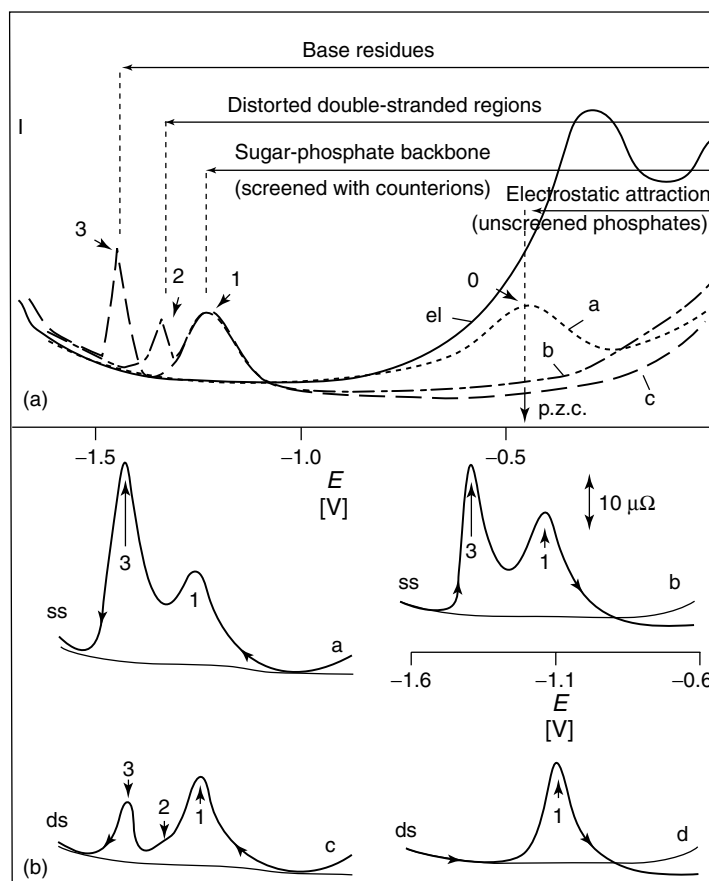 Base residues
I
Distorted double-stranded regions
Sugar-phosphate backbone
(screened with counterions)
Electrostatic attraction
(unscreened phosphates)
3
2
1
0
el
a
b
c
p.z.c.
(a)
−1.5
−1.0
−0.5
E
[V]
10 μΩ
3
1
ss
a
3
1
ss
b
−1.6
−1.1
−0.6
E
[V]
3
2
1
ds
c
1
ds
d
(b)